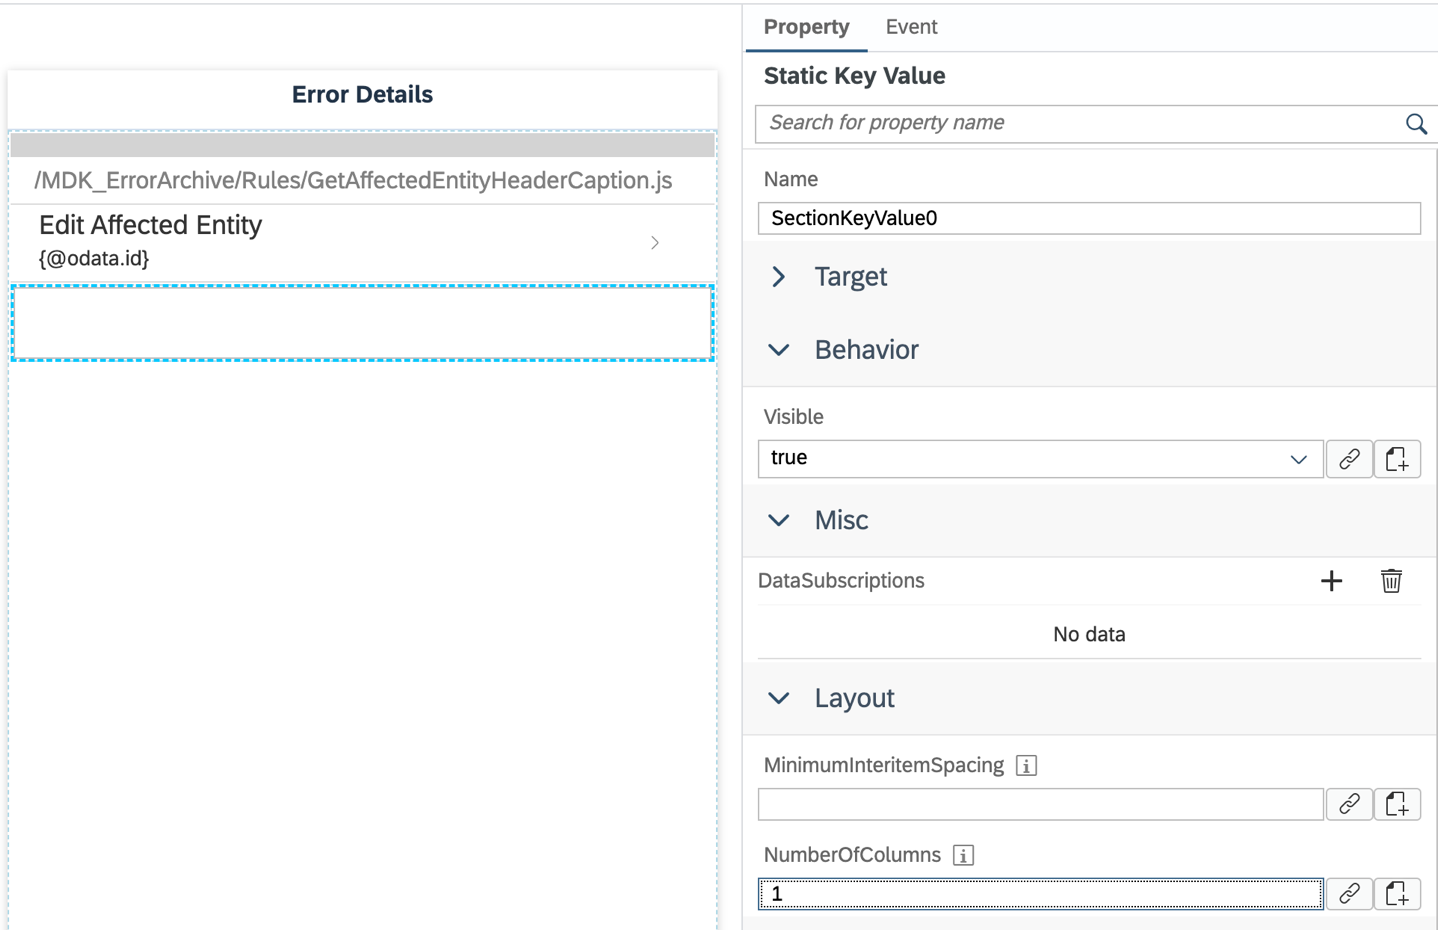 Error Details
/MDK_ErrorArchive/Rules/GetAffectedEntityHeaderCaption.js
Edit Affected Entity
{@odata.id}
Property Event
Static Key Value
Search for property name
Name
SectionKeyValue0
Target
Behavior
Visible
true
Misc
DataSubscriptions
No data
Layout
MinimumInteritemSpacing
NumberOfColumns
1